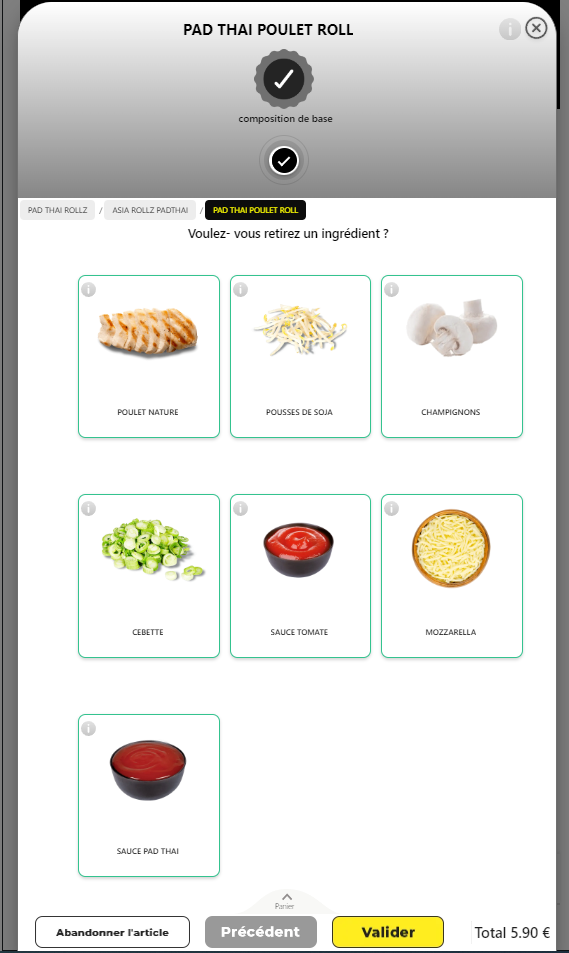 PAD THAI POULET ROLL
composition de base
PAD THAI ROLLZ / ASIA ROLLZ PADTHAI / PAD THAI POULET ROLL
Voulez- vous retirez un ingrédient ?
POULET NATURE
POUSSES DE SOJA
CHAMPIGNONS
CEBETTE
SAUCE TOMATE
MOZZARELLA
SAUCE PAD THAI
Panier
Abandonner l'article
Précédent
Valider
Total 5.90 €